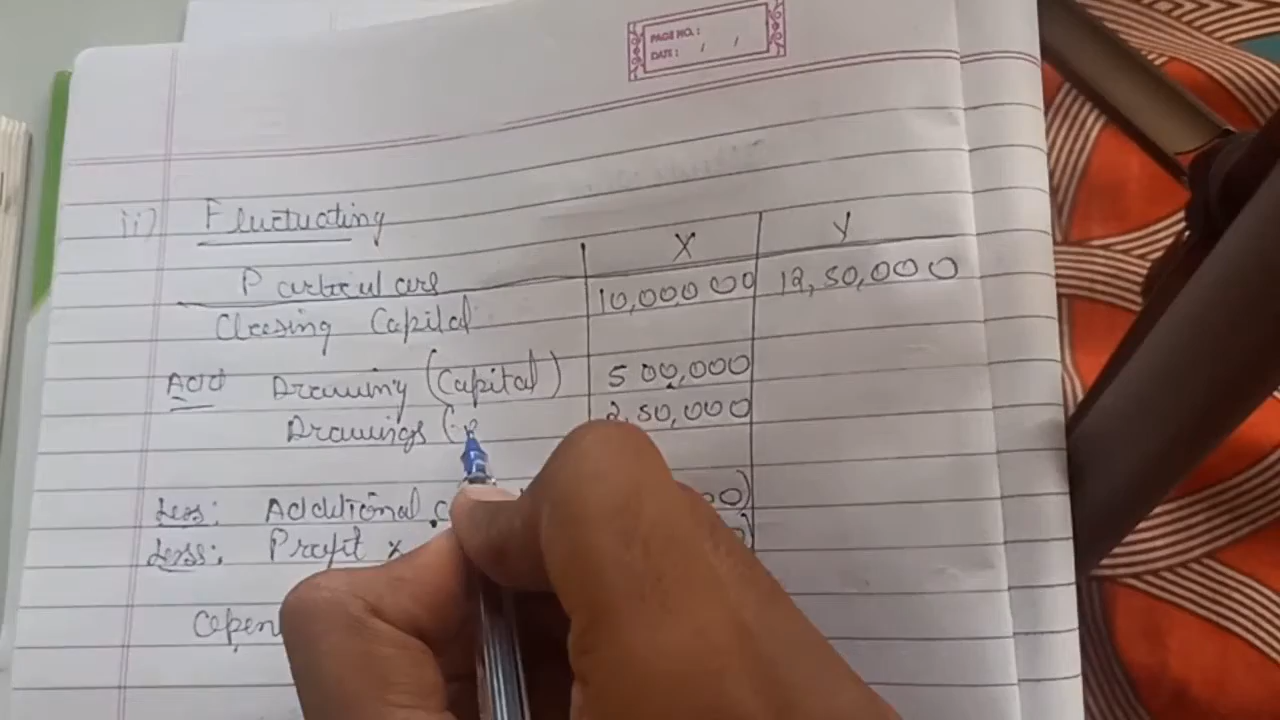 PAGE NO.:
DATE: / /
ii) Fluctuating
Particulars X Y
Closing Capital 10,000 00 12,50,000
Add Drawing (Capital) 500,000
Drawings ( 2,50,000
Less: Additional 00)
Less: Profit
Open